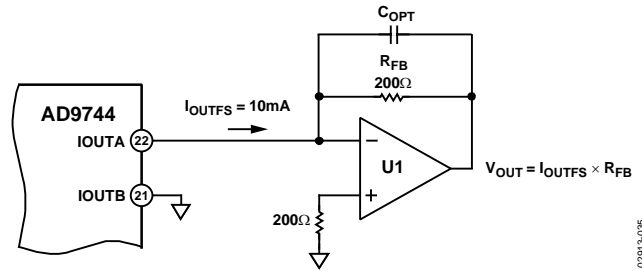 C_OPT
R_FB
200Ω
AD9744
I_OUTFS = 10mA
IOUTA
22
−
U1
V_OUT = I_OUTFS × R_FB
IOUTB
21
+
200Ω
02913-035